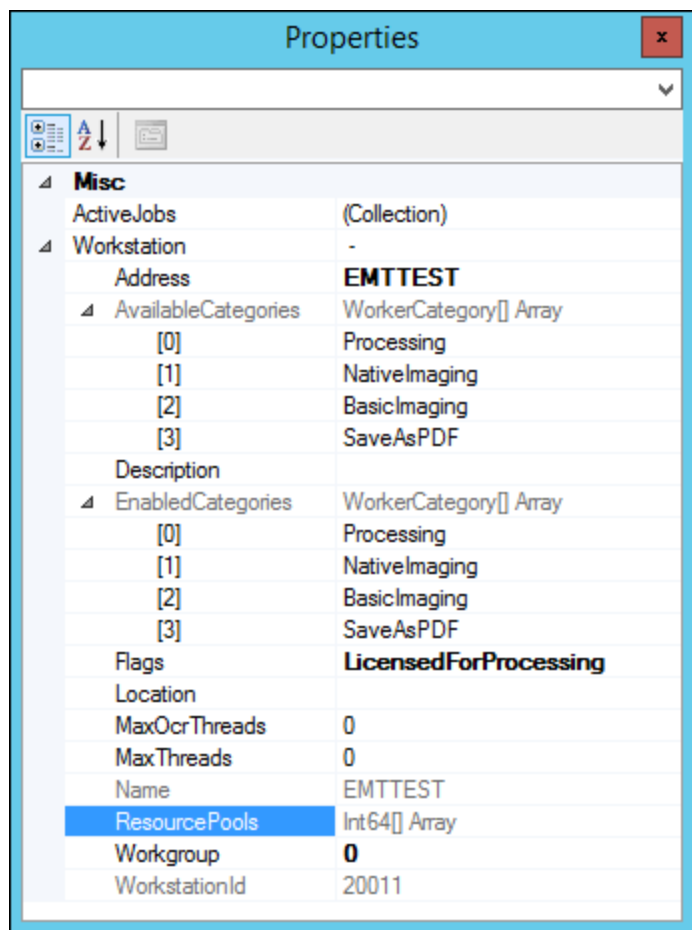 Properties
x
A
Z
Misc
ActiveJobs (Collection)
Workstation -
Address EMTTEST
AvailableCategories WorkerCategory[] Array
[0] Processing
[1] NativeImaging
[2] BasicImaging
[3] SaveAsPDF
Description
EnabledCategories WorkerCategory[] Array
[0] Processing
[1] NativeImaging
[2] BasicImaging
[3] SaveAsPDF
Flags LicensedForProcessing
Location
MaxOcrThreads 0
MaxThreads 0
Name EMTTEST
ResourcePools Int64[] Array
Workgroup 0
WorkstationId 20011